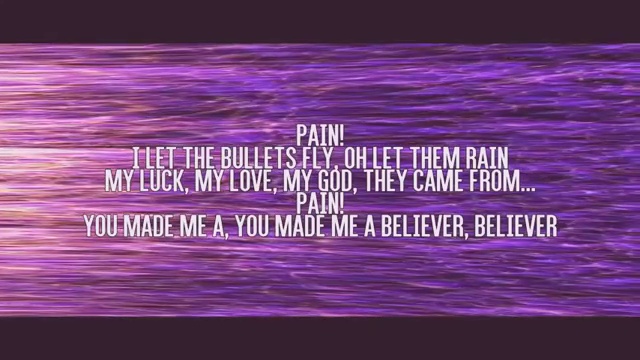 PAIN!
I LET THE BULLETS FLY, OH LET THEM RAIN
MY LUCK, MY LOVE, MY GOD, THEY CAME FROM...
PAIN!
YOU MADE ME A, YOU MADE ME A BELIEVER, BELIEVER